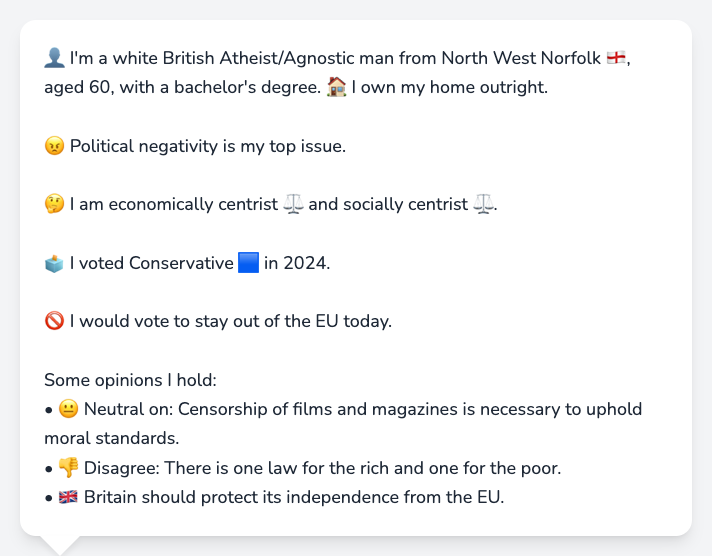 👤 I'm a white British Atheist/Agnostic man from North West Norfolk 🏴󠁧󠁢󠁥󠁮󠁧󠁿,
aged 60, with a bachelor's degree. 🏠 I own my home outright.
😠 Political negativity is my top issue.
🤔 I am economically centrist ⚖️ and socially centrist ⚖️.
🗳️ I voted Conservative 🟦 in 2024.
🚫 I would vote to stay out of the EU today.
Some opinions I hold:
• 😐 Neutral on: Censorship of films and magazines is necessary to uphold
moral standards.
• 👎 Disagree: There is one law for the rich and one for the poor.
• 🇬🇧 Britain should protect its independence from the EU.